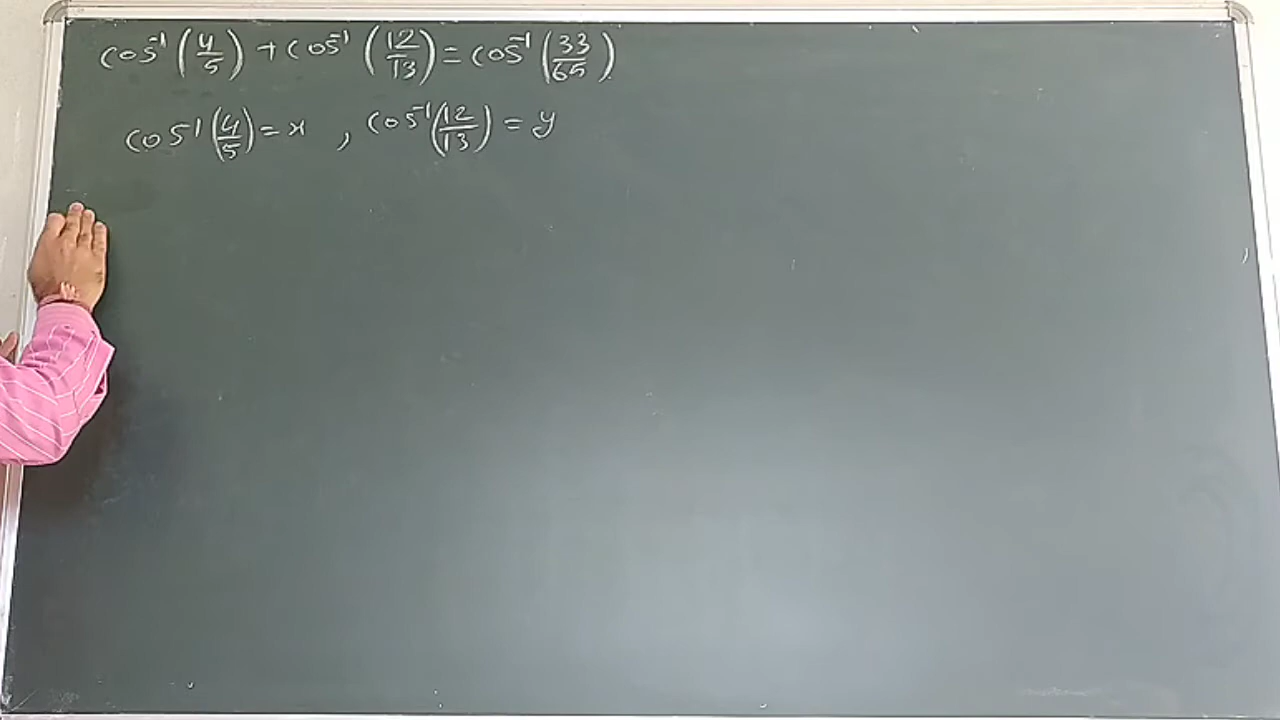 cos⁻¹ (4/5) + cos⁻¹ (12/13) = cos⁻¹ (33/65)
cos⁻¹ (4/5) = x , cos⁻¹ (12/13) = y